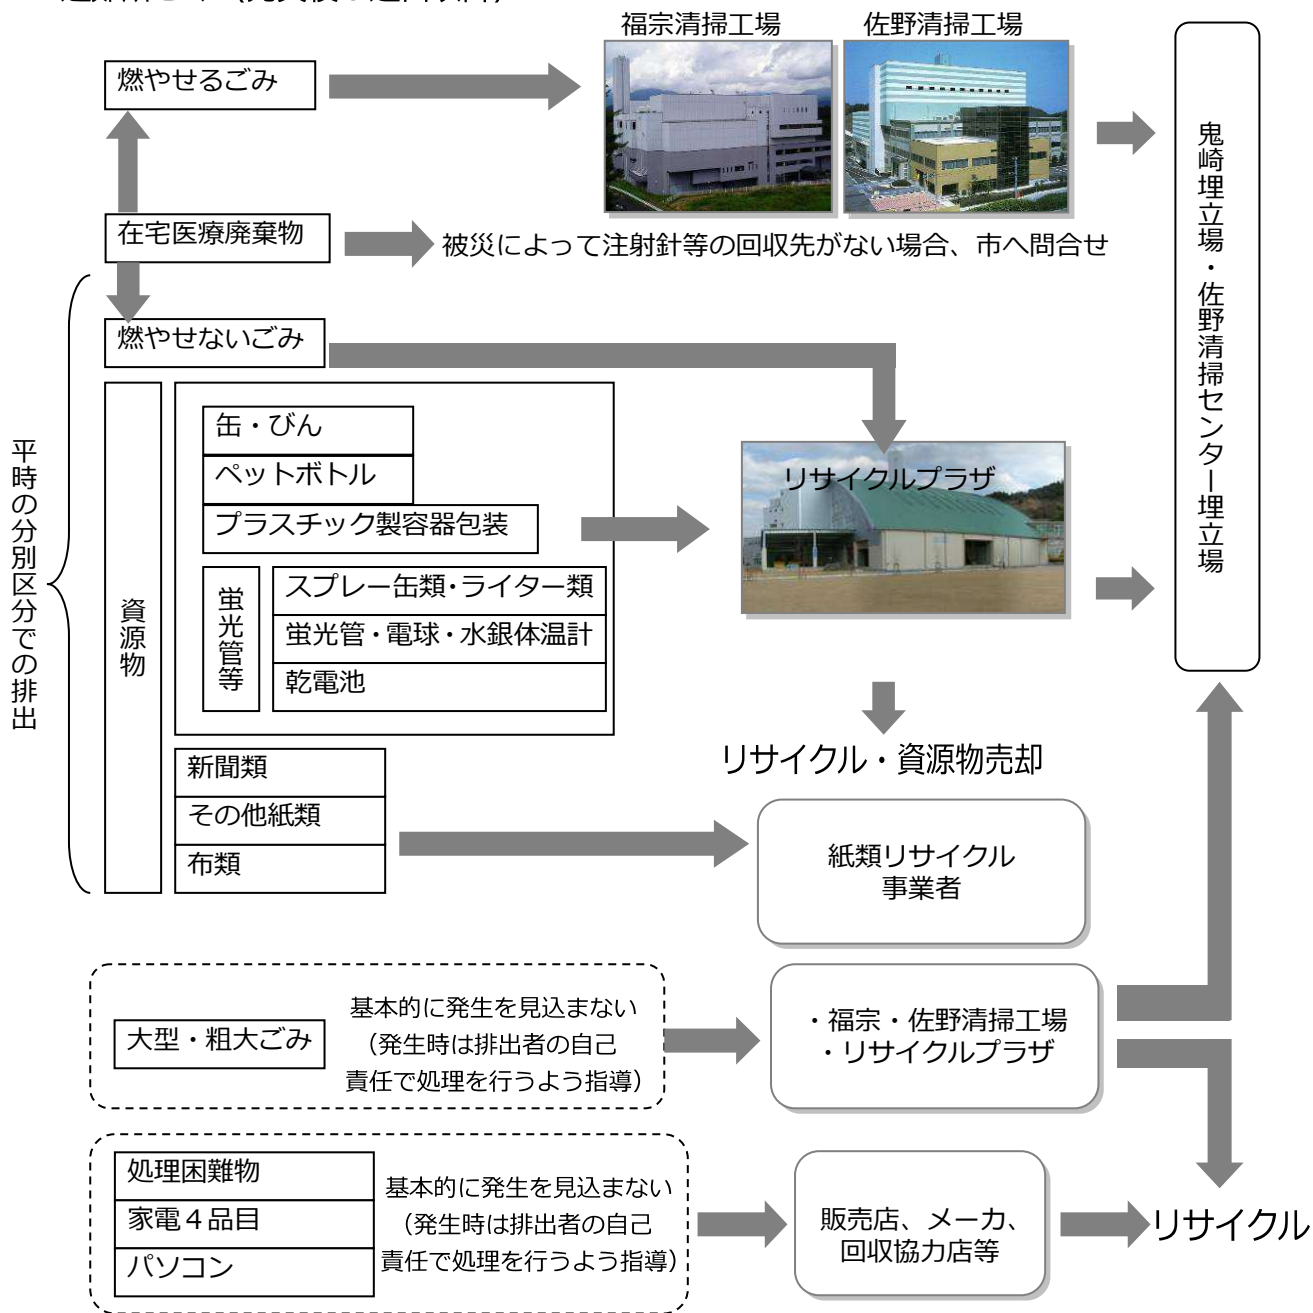 福宗清掃工場
佐野清掃工場
燃やせるごみ
在宅医療廃棄物
被災によって注射針等の回収先がない場合、市へ問合せ
燃やせないごみ
平時の分別区分での排出
資源物
缶・びん
ペットボトル
プラスチック製容器包装
蛍光管等
スプレー缶類・ライター類
蛍光管・電球・水銀体温計
乾電池
リサイクルプラザ
鬼崎埋立場・佐野清掃センター埋立場
リサイクル・資源物売却
新聞類
その他紙類
布類
紙類リサイクル
事業者
大型・粗大ごみ
基本的に発生を見込まない
（発生時は排出者の自己
責任で処理を行うよう指導）
・福宗・佐野清掃工場
・リサイクルプラザ
処理困難物
家電４品目
パソコン
基本的に発生を見込まない
（発生時は排出者の自己
責任で処理を行うよう指導）
販売店、メーカ、
回収協力店等
リサイクル